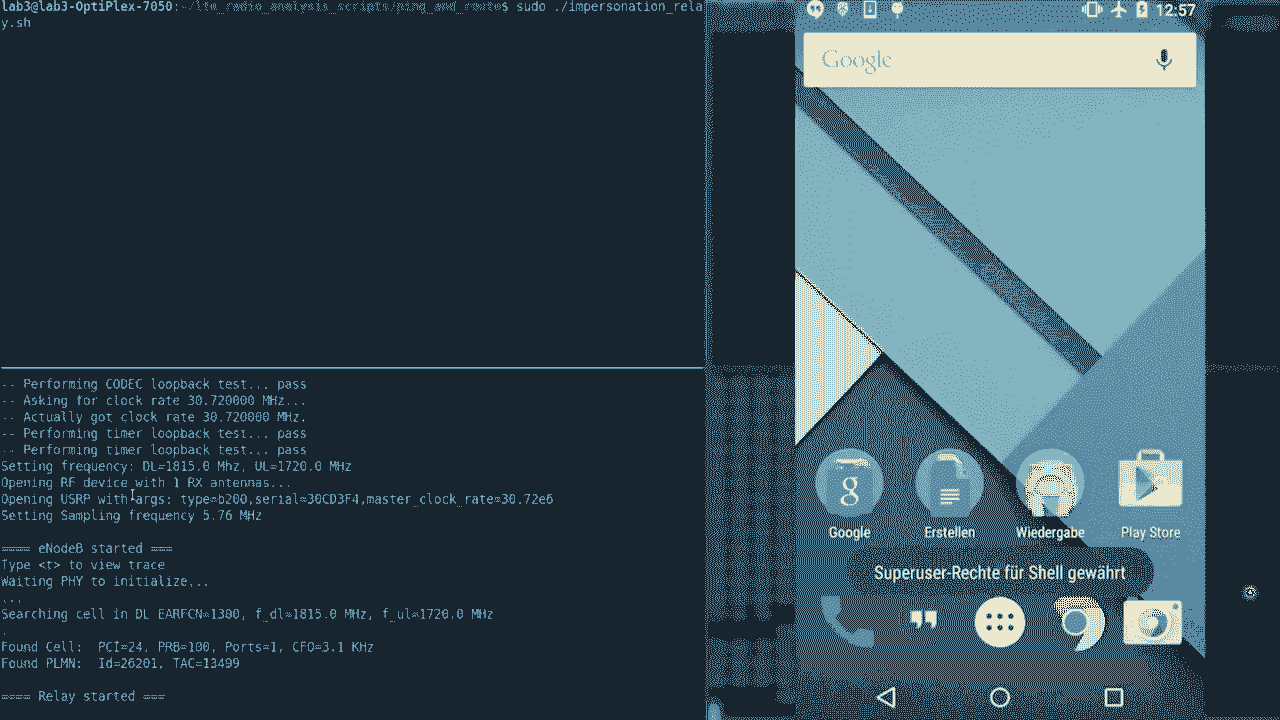 lab3@lab3-OptiPlex-7050:~/lte_radio_analysis_scripts/ping_and_route$ sudo ./impersonation_rela
y.sh
-- Performing CODEC loopback test... pass
-- Asking for clock rate 30.720000 MHz...
-- Actually got clock rate 30.720000 MHz.
-- Performing timer loopback test... pass
-- Performing timer loopback test... pass
Setting frequency: DL=1815.0 Mhz, UL=1720.0 MHz
Opening RF device with 1 RX antennas...
Opening USRP with args: type=b200,serial=30CD3F4,master_clock_rate=30.72e6
Setting Sampling frequency 5.76 MHz
==== eNodeB started ===
Type <t> to view trace
Waiting PHY to initialize...
...
Searching cell in DL EARFCN=1300, f_dl=1815.0 MHz, f_ul=1720.0 MHz
.
Found Cell:  PCI=24, PRB=100, Ports=1, CFO=3.1 KHz
Found PLMN:  Id=26201, TAC=13499
==== Relay started ===
12:57
Google
Google Erstellen Wiedergabe Play Store
Superuser-Rechte für Shell gewährt